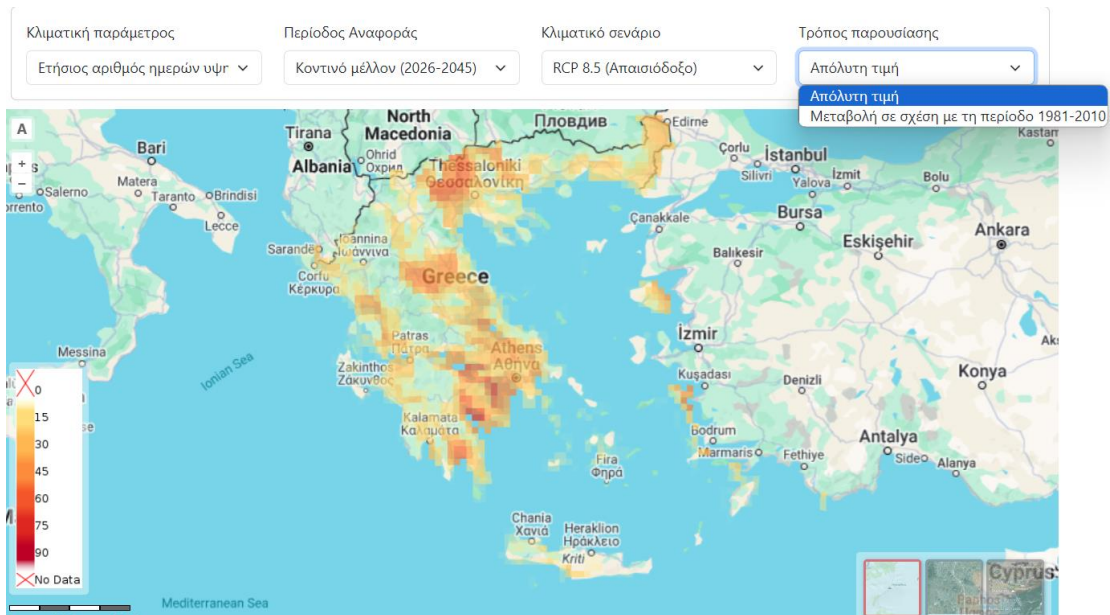 Κλιματική παράμετρος
Περίοδος Αναφοράς
Κλιματικό σενάριο
Τρόπος παρουσίασης
Ετήσιος αριθμός ημερών υψη
Κοντινό μέλλον (2026-2045)
RCP 8.5 (Απαισιόδοξο)
Απόλυτη τιμή
Απόλυτη τιμή
Μεταβολή σε σχέση με τη περίοδο 1981-2010
A
+
−
Bari
Salerno
Matera
Taranto
Brindisi
Lecce
Tirana
Albania
North
Macedonia
Ohrid
Охрид
Пловдив
Edirne
Thessaloniki
Θεσσαλονίκη
Çorlu
İstanbul
Silivri
Yalova
İzmit
Bolu
Çanakkale
Bursa
Eskişehir
Ankara
Balıkesir
Sarandë
Ioannina
Ιωάννινα
Corfu
Κέρκυρα
Greece
Patras
Πάτρα
Athens
Αθήνα
Zakinthos
Ζάκυνθος
Kalamata
Καλαμάτα
İzmir
Kuşadası
Denizli
Konya
Bodrum
Marmaris
Fethiye
Antalya
Side
Alanya
Fira
Φηρά
Chania
Χανιά
Heraklion
Ηράκλειο
Kriti
Messina
Ionian Sea
Mediterranean Sea
Cyprus
0
15
30
45
60
75
90
No Data